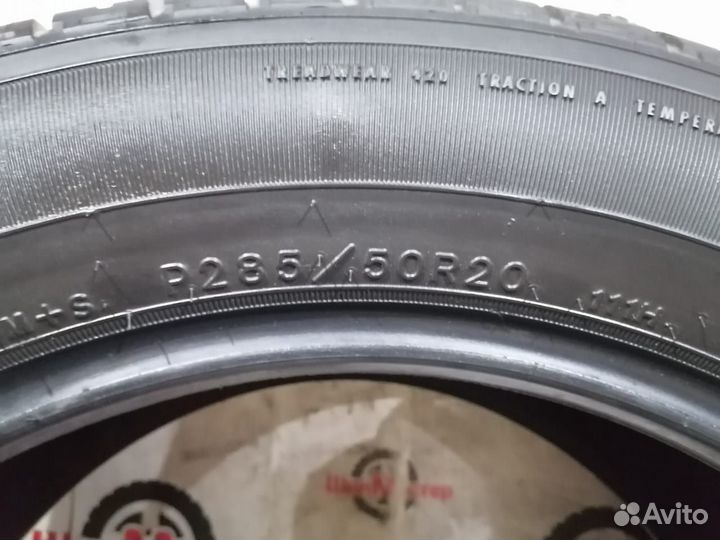 TREADWEAR 420 TRACTION A TEMPERA
M+S P285/50R20 111H
Avito